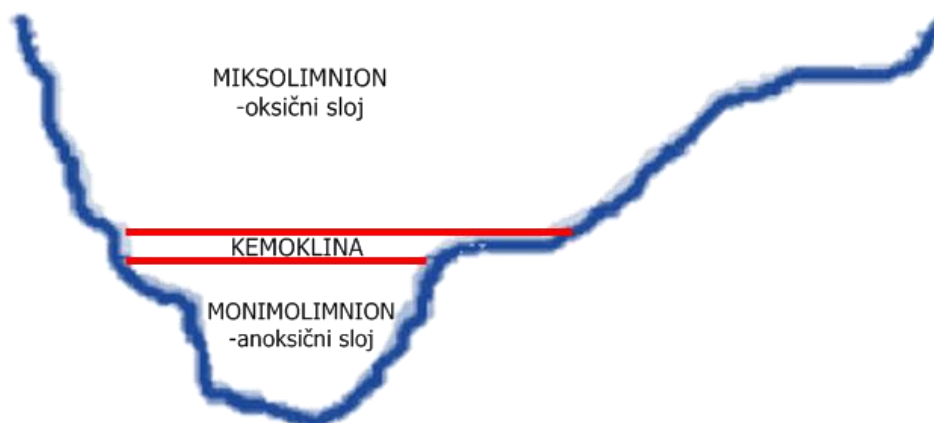 MIKSOLIMNION
-oksični sloj
KEMOKLINA
MONIMOLIMNION
-anoksični sloj